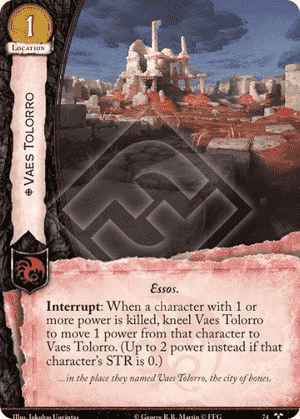 1
LOCATION
VAES TOLORRO
Essos.
Interrupt: When a character with 1 or
more power is killed, kneel Vaes Tolorro
to move 1 power from that character to
Vaes Tolorro. (Up to 2 power instead if that
character's STR is 0.)
...in the place they named Vaes Tolorro, the city of bones.
Illus. Jokubas Uogintas © George R.R. Martin © FFG 74